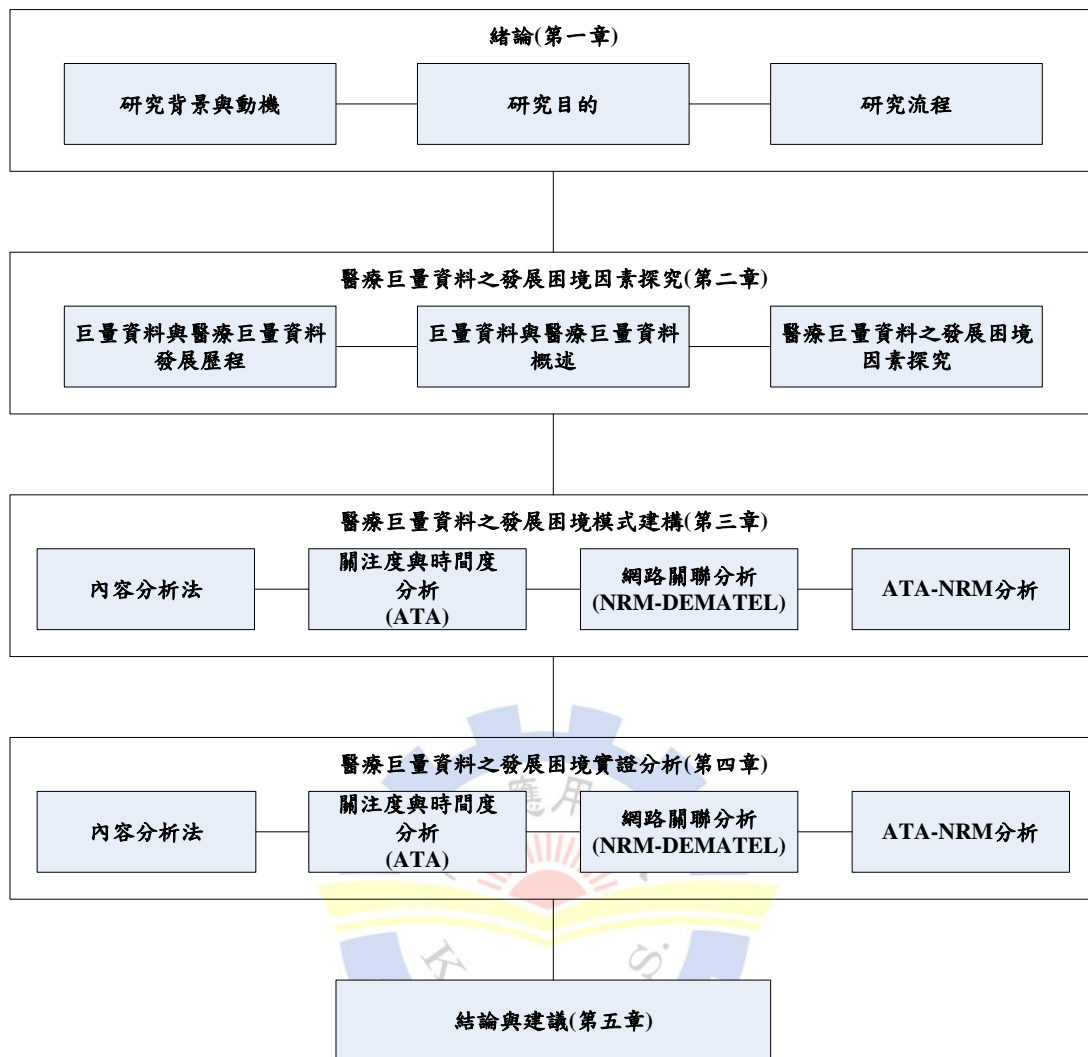 緒論(第一章)
研究背景與動機
研究目的
研究流程
醫療巨量資料之發展困境因素探究(第二章)
巨量資料與醫療巨量資料
發展歷程
巨量資料與醫療巨量資料
概述
醫療巨量資料之發展困境
因素探究
醫療巨量資料之發展困境模式建構(第三章)
內容分析法
關注度與時間度
分析
(ATA)
網路關聯分析
(NRM-DEMATEL)
ATA-NRM分析
醫療巨量資料之發展困境實證分析(第四章)
應用
內容分析法
關注度與時間度
分析
(ATA)
網路關聯分析
(NRM-DEMATEL)
ATA-NRM分析
K
S.
結論與建議(第五章)